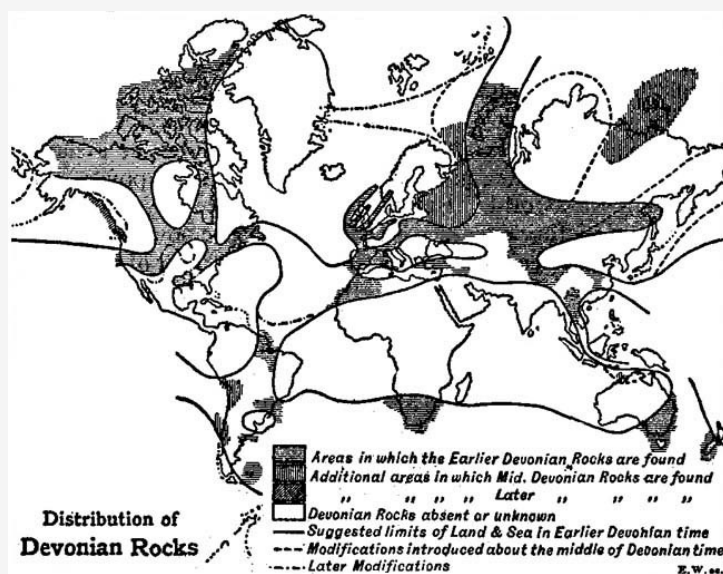 Areas in which the Earlier Devonian Rocks are found
Additional areas in which Mid. Devonian Rocks are found
„ „ „ „ Later „ „ „ „
Devonian Rocks absent or unknown
Suggested limits of Land & Sea in Earlier Devonian time
Modifications introduced about the middle of Devonian time
Later Modifications
Distribution of
Devonian Rocks
E.W.